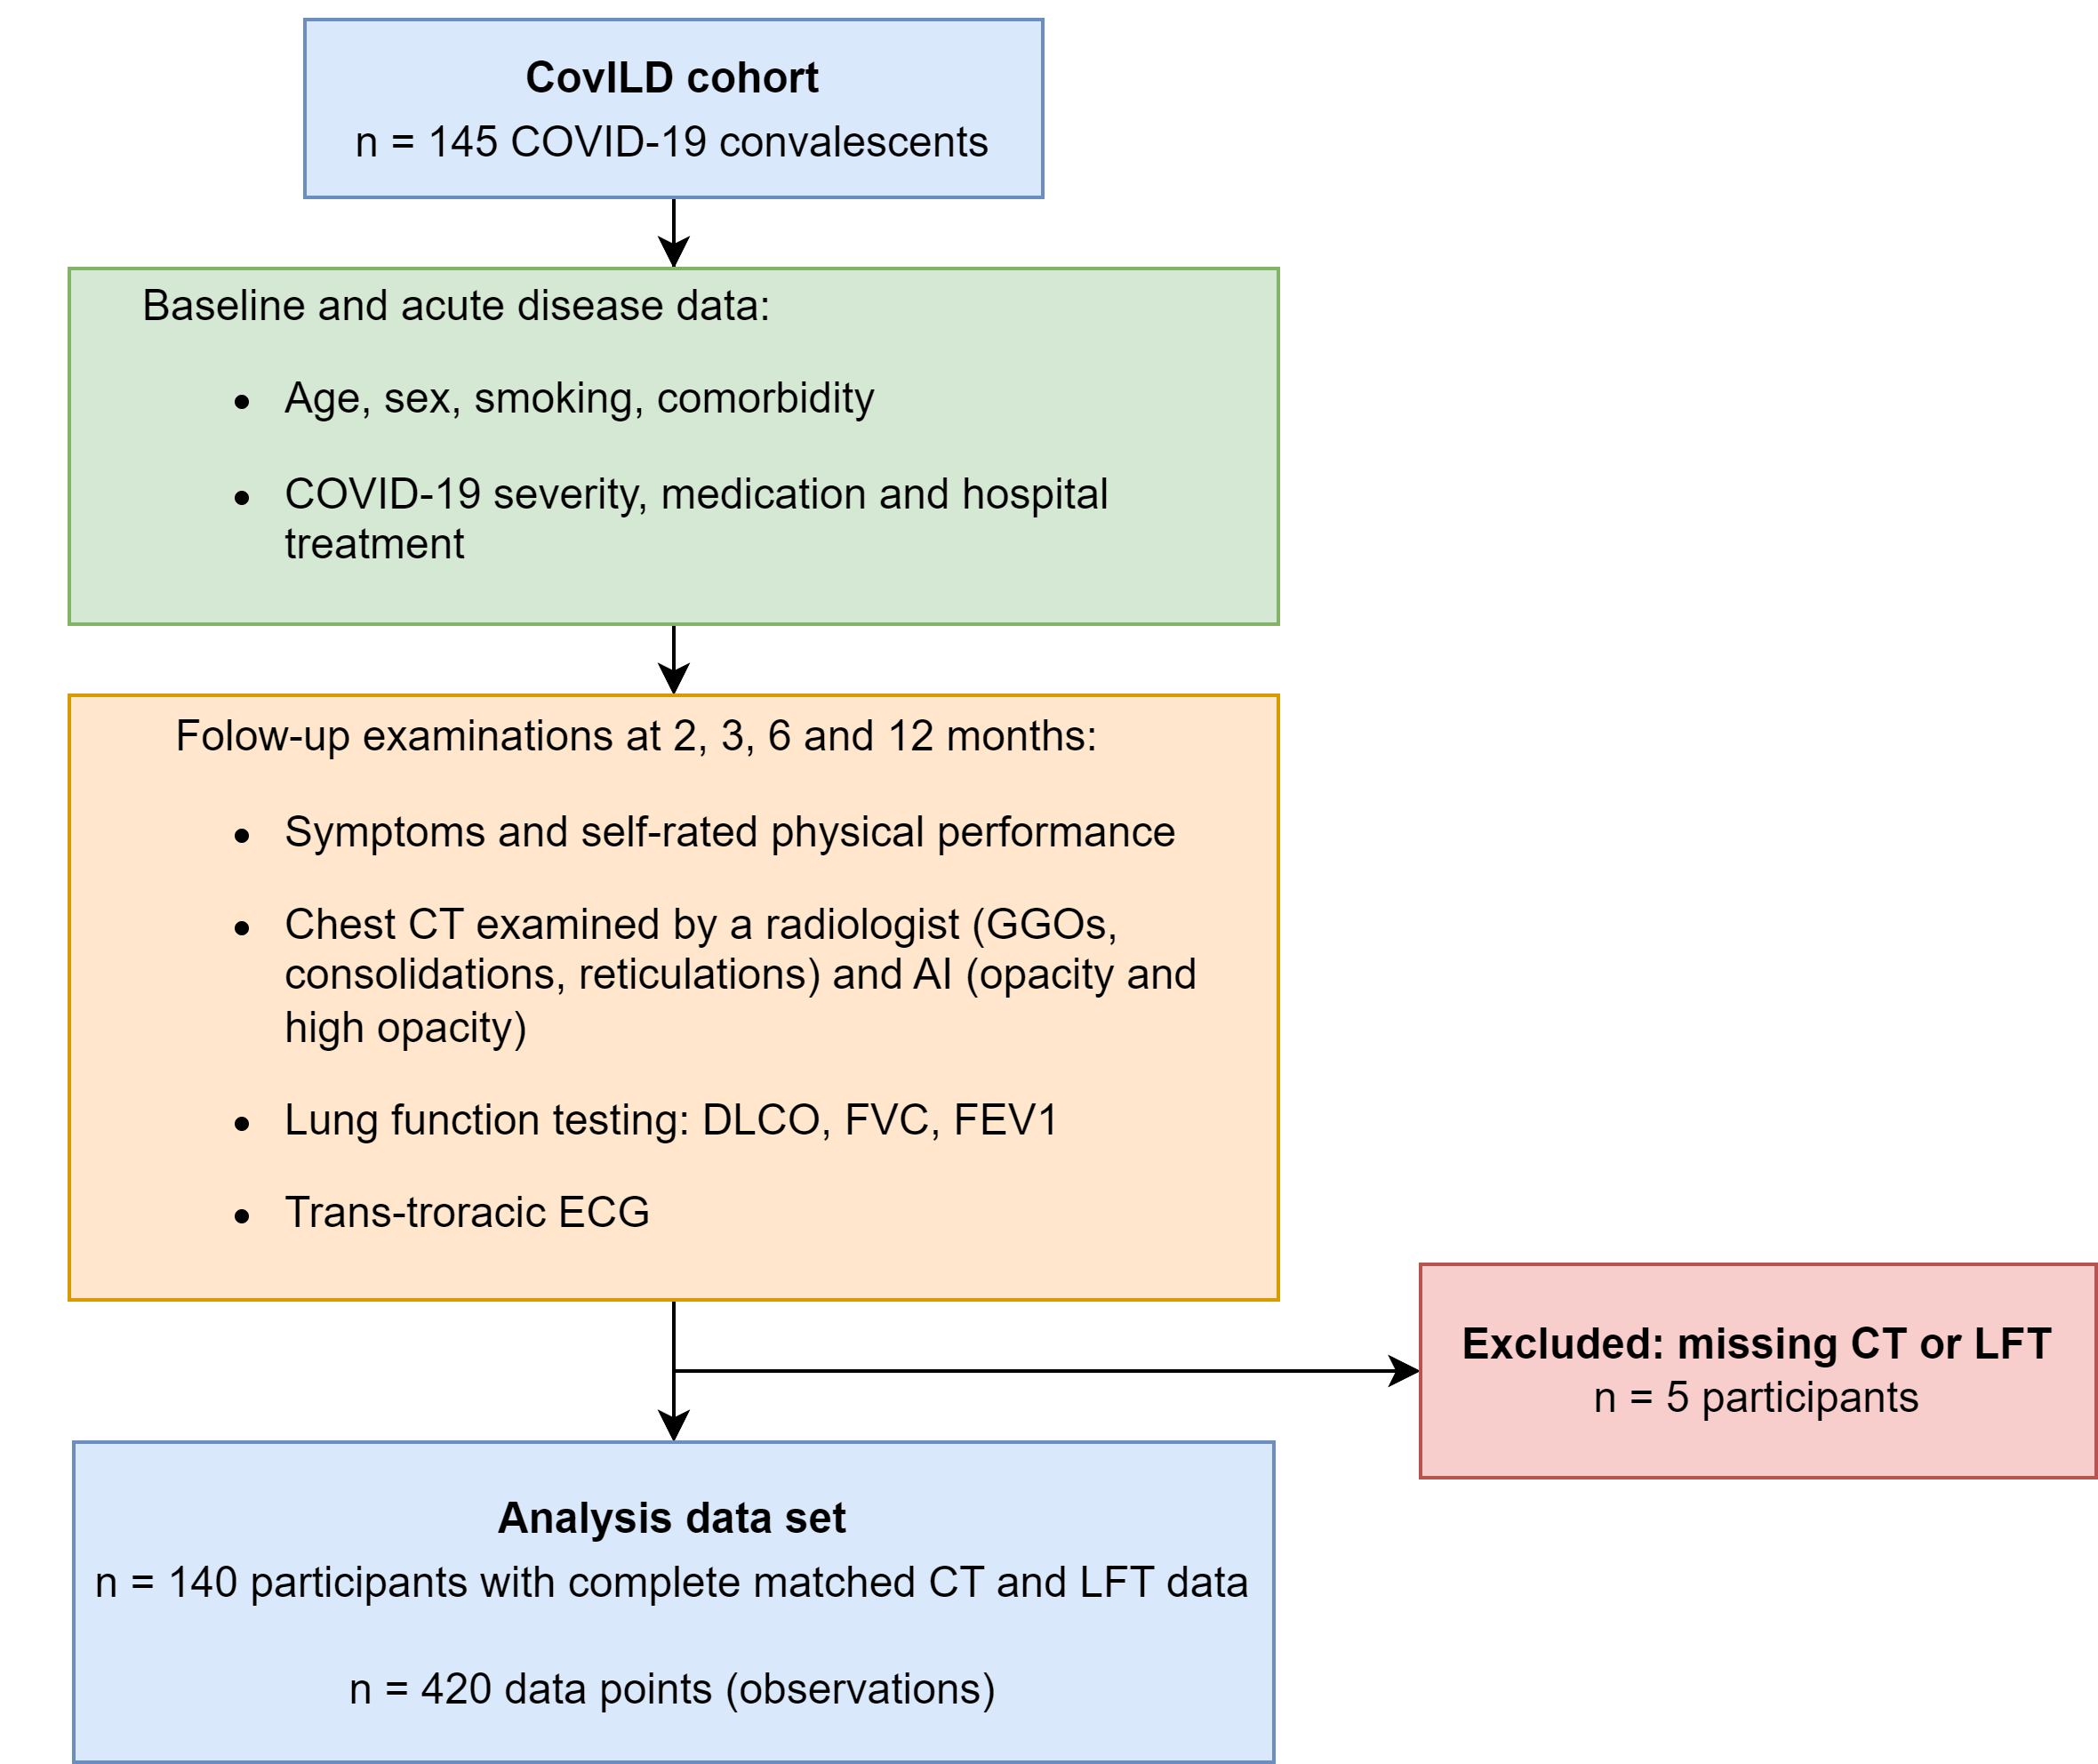 CovILD cohort
n = 145 COVID-19 convalescents
Baseline and acute disease data:
• Age, sex, smoking, comorbidity
• COVID-19 severity, medication and hospital
treatment
Folow-up examinations at 2, 3, 6 and 12 months:
• Symptoms and self-rated physical performance
• Chest CT examined by a radiologist (GGOs,
consolidations, reticulations) and AI (opacity and
high opacity)
• Lung function testing: DLCO, FVC, FEV1
• Trans-troracic ECG
Excluded: missing CT or LFT
n = 5 participants
Analysis data set
n = 140 participants with complete matched CT and LFT data
n = 420 data points (observations)